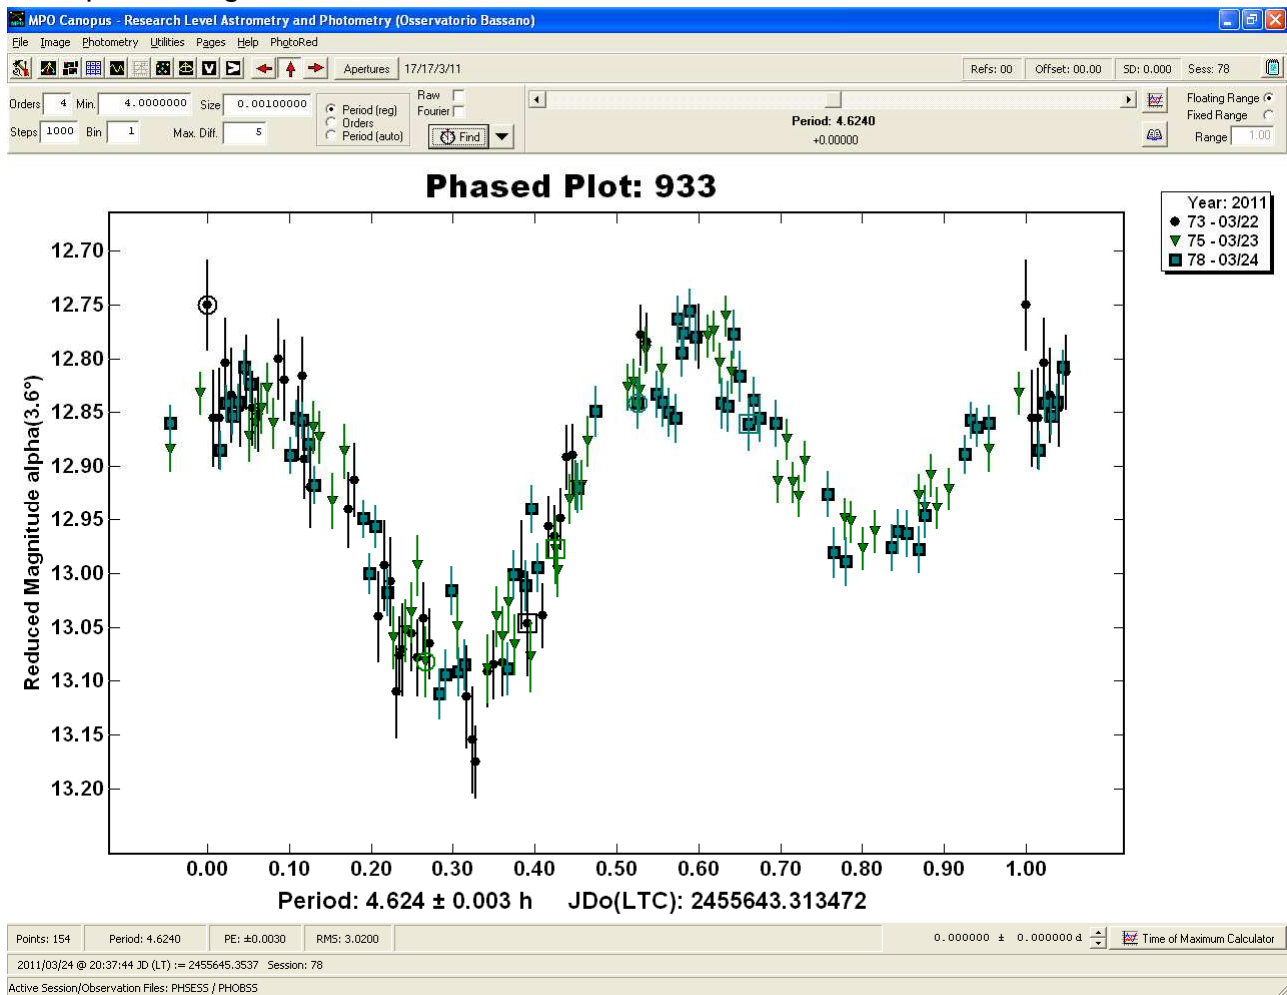 MPO Canopus - Research Level Astrometry and Photometry (Osservatorio Bassano)
File Image Photometry Utilities Pages Help PhotoRed
Apertures 17/17/3/11 Refs: 00 Offset: 00.00 SD: 0.000 Sess: 78
Orders 4 Min. 4.0000000 Size 0.00100000
Steps 1000 Bin 1 Max. Diff. 5
Period (reg)
Orders
Period (auto)
Raw
Fourier
Find
Period: 4.6240
+0.00000
Floating Range
Fixed Range
Range 1.00
Phased Plot: 933
Year: 2011
73 - 03/22
75 - 03/23
78 - 03/24
Reduced Magnitude alpha(3.6°)
12.70
12.75
12.80
12.85
12.90
12.95
13.00
13.05
13.10
13.15
13.20
0.00 0.10 0.20 0.30 0.40 0.50 0.60 0.70 0.80 0.90 1.00
Period: 4.624 ± 0.003 h JDo(LTC): 2455643.313472
Points: 154 Period: 4.6240 PE: ±0.0030 RMS: 3.0200 0.000000 ± 0.000000 d Time of Maximum Calculator
2011/03/24 @ 20:37:44 JD (LT) := 2455645.3537 Session: 78
Active Session/Observation Files: PHSESS / PHOBSS